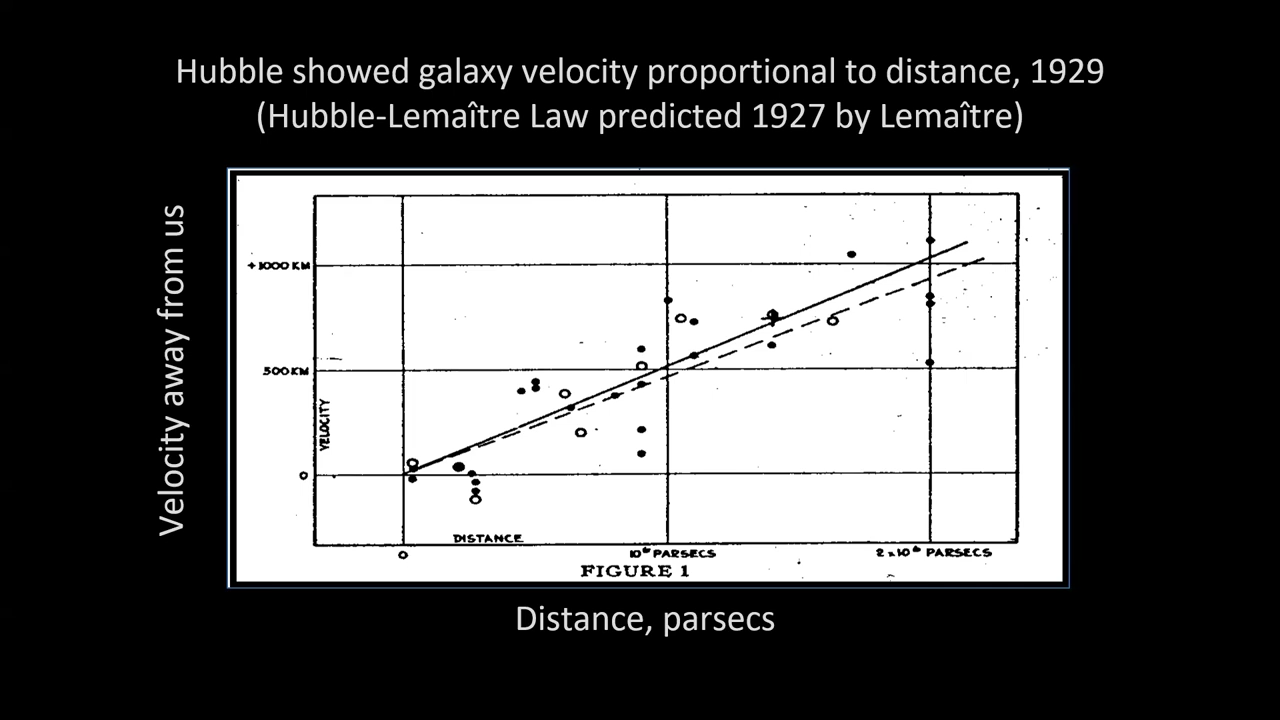 Hubble showed galaxy velocity proportional to distance, 1929
(Hubble-Lemaître Law predicted 1927 by Lemaître)
Velocity away from us
+1000 KM
500 KM
VELOCITY
0
DISTANCE
0
10⁶ PARSECS
2 x 10⁶ PARSECS
FIGURE 1
Distance, parsecs